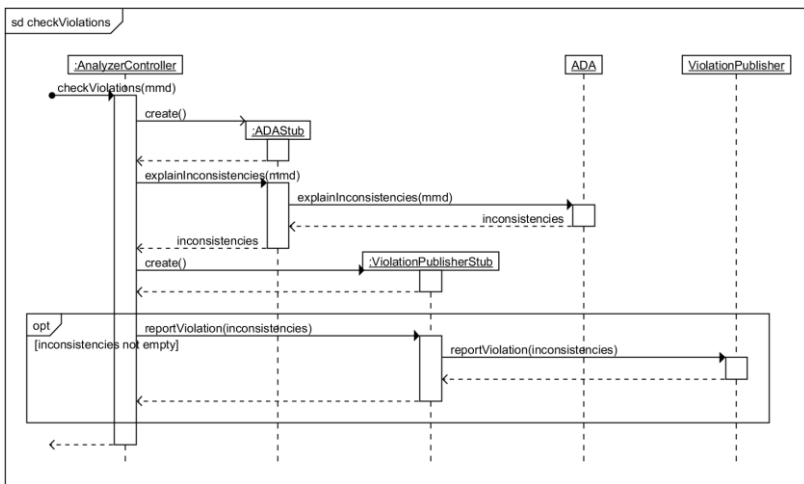 sd checkViolations
:AnalyzerController
ADA
ViolationPublisher
checkViolations(mmd)
create()
:ADAStub
explainInconsistencies(mmd)
explainInconsistencies(mmd)
inconsistencies
inconsistencies
create()
:ViolationPublisherStub
opt
reportViolation(inconsistencies)
[inconsistencies not empty]
reportViolation(inconsistencies)